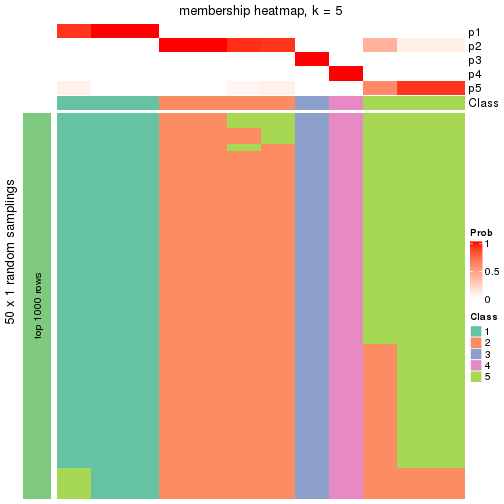 membership heatmap, k = 5
p1
p2
p3
p4
p5
Class
50 x 1 random samplings
top 1000 rows
Prob
1
0.5
0
Class
1
2
3
4
5